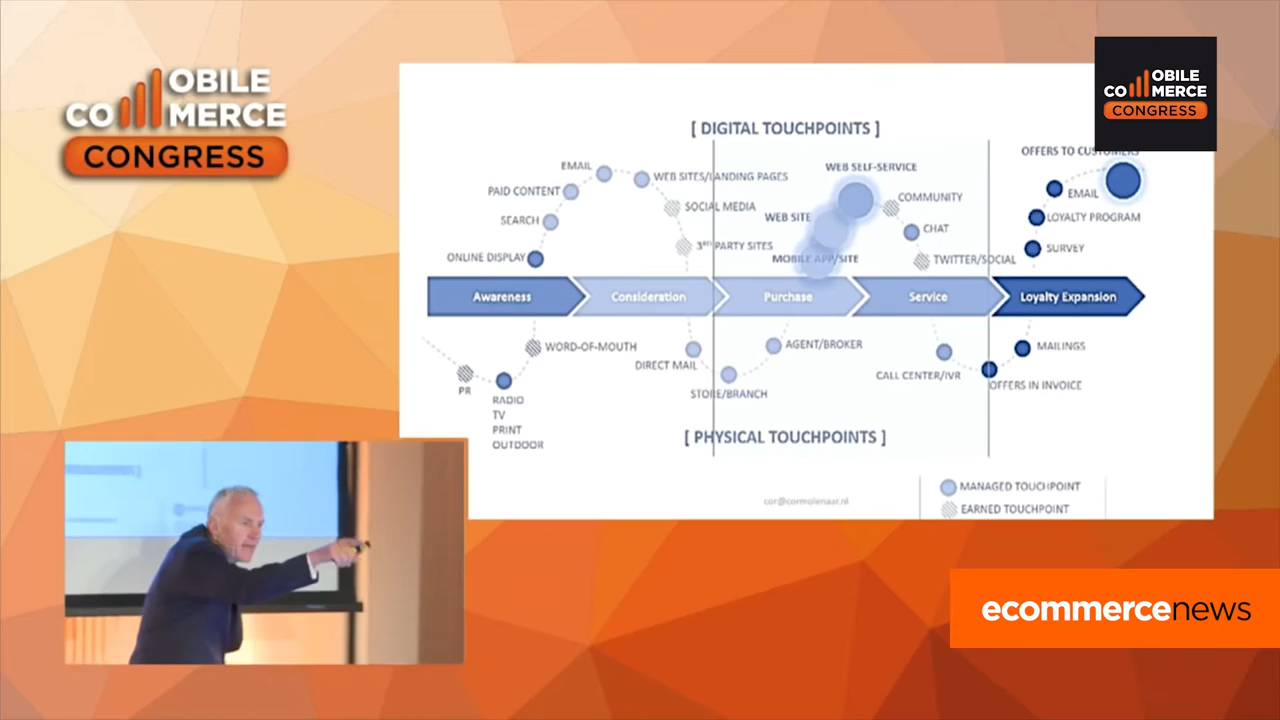 OBILE
CO MERCE
CONGRESS
OBILE
CO MERCE
CONGRESS
[ DIGITAL TOUCHPOINTS ]
OFFERS TO CUSTOMERS
EMAIL
WEB SITES/LANDING PAGES
WEB SELF-SERVICE
PAID CONTENT
COMMUNITY
EMAIL
SEARCH
SOCIAL MEDIA
WEB SITE
CHAT
LOYALTY PROGRAM
ONLINE DISPLAY
3RD PARTY SITES
MOBILE APP/SITE
TWITTER/SOCIAL
SURVEY
Awareness
Consideration
Purchase
Service
Loyalty Expansion
WORD-OF-MOUTH
DIRECT MAIL
AGENT/BROKER
CALL CENTER/IVR
MAILINGS
PR
RADIO
TV
PRINT
OUTDOOR
STORE/BRANCH
OFFERS IN INVOICE
[ PHYSICAL TOUCHPOINTS ]
cor@cormolenaar.nl
MANAGED TOUCHPOINT
EARNED TOUCHPOINT
ecommercenews